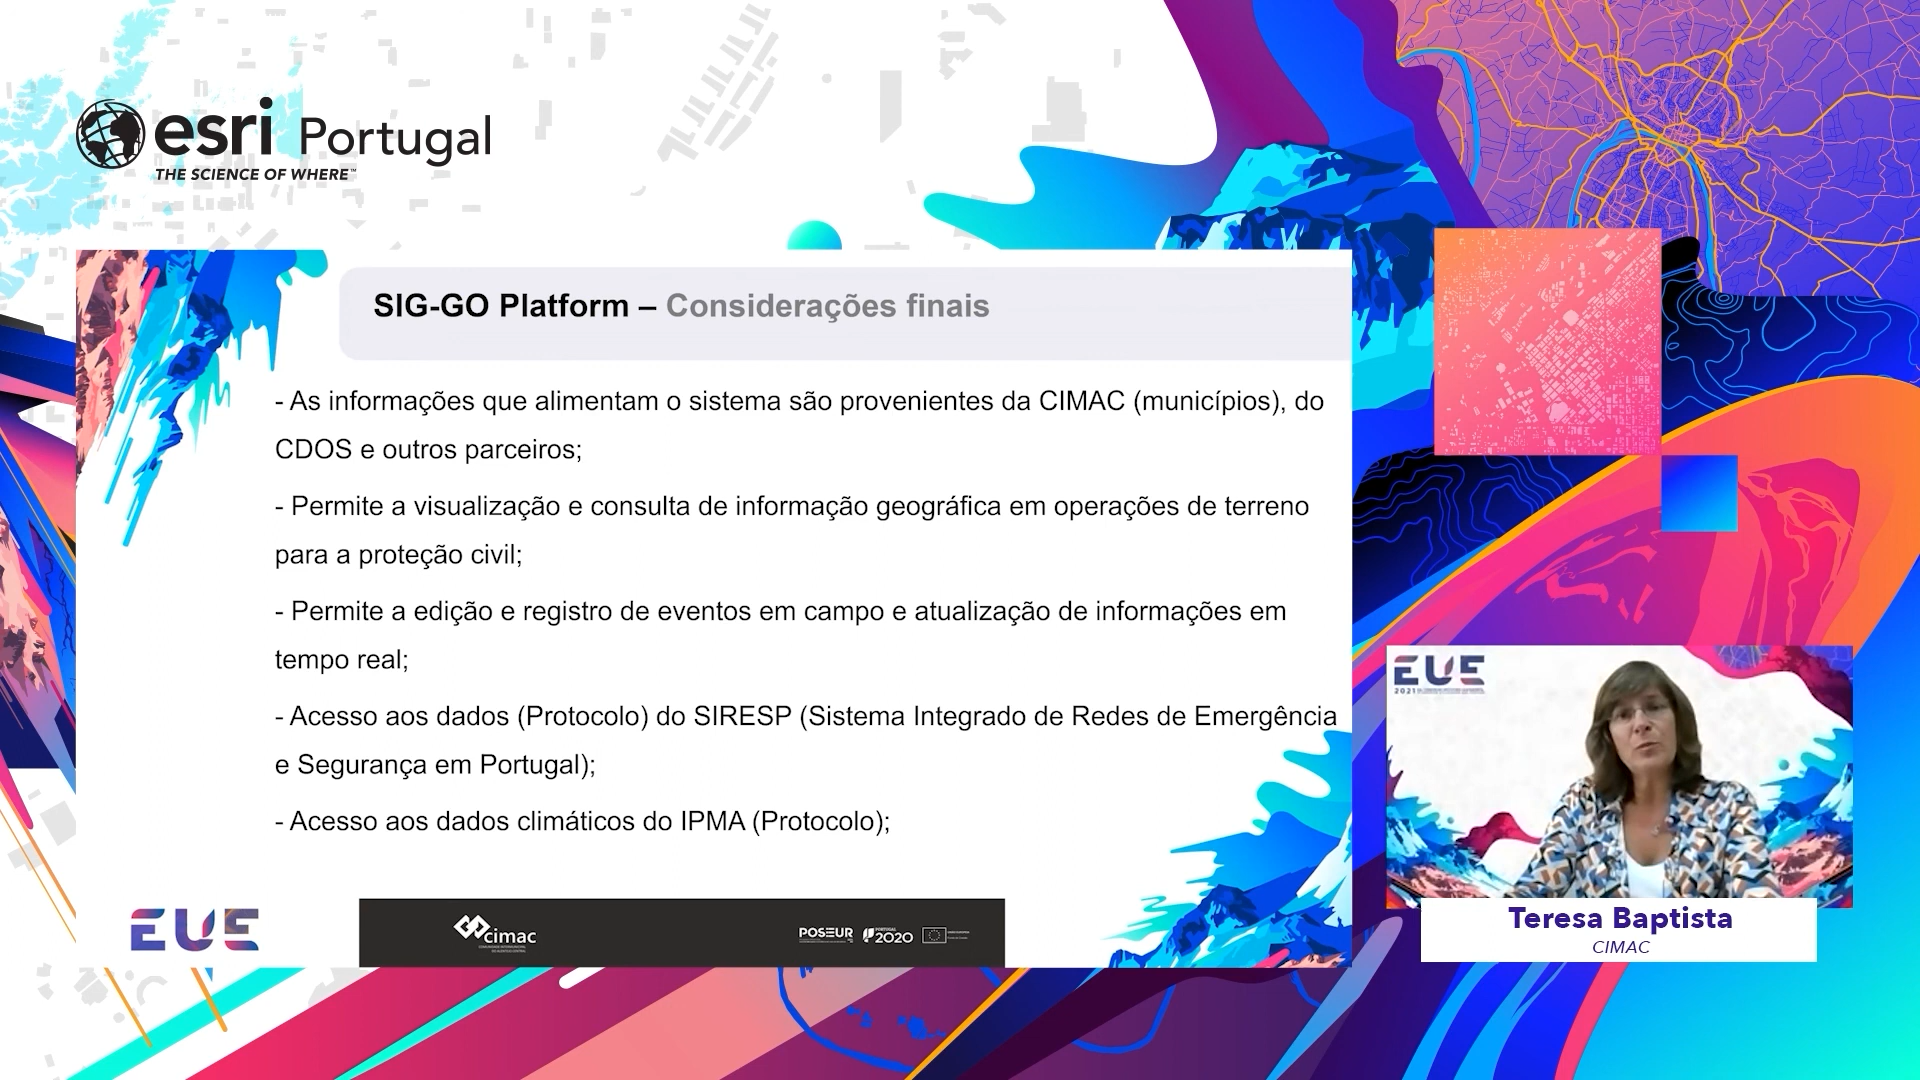 esri Portugal
THE SCIENCE OF WHERE™
SIG-GO Platform – Considerações finais
- As informações que alimentam o sistema são provenientes da CIMAC (municípios), do
CDOS e outros parceiros;
- Permite a visualização e consulta de informação geográfica em operações de terreno
para a proteção civil;
- Permite a edição e registro de eventos em campo e atualização de informações em
tempo real;
- Acesso aos dados (Protocolo) do SIRESP (Sistema Integrado de Redes de Emergência
e Segurança em Portugal);
- Acesso aos dados climáticos do IPMA (Protocolo);
EUE
cimac
POSEUR
PORTUGAL
2020
EUE
2021
Teresa Baptista
CIMAC